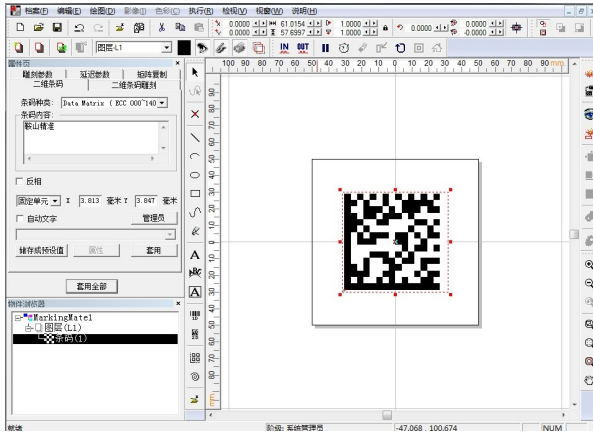 档案(F) 编辑(E) 绘图(D) 影像(I) 色彩(C) 执行(R) 检视(V) 视窗(W) 说明(H)
0.0000 61.0154 1.0000 0.0000 0.0000
0.0000 57.6997 1.0000 -0.0000
图层L1 IN OUT
属性页
雕刻参数 延迟参数 矩阵复制
二维条码 二维条码雕刻
条码种类: Data Matrix ( ECC 000~140
条码内容:
鞍山精准
反相
固定单元 X 3.813 毫米 Y 3.847 毫米
自动文字 管理员
储存成预设值 属性 套用
套用全部
物件浏览器
MarkingMate1
图层(L1)
条码(1)
100 90 80 70 60 50 40 30 20 10 0 10 20 30 40 50 60 70 80 90 mm
就绪 阶级: 系统管理员 -47.068 , 100.674 NUM